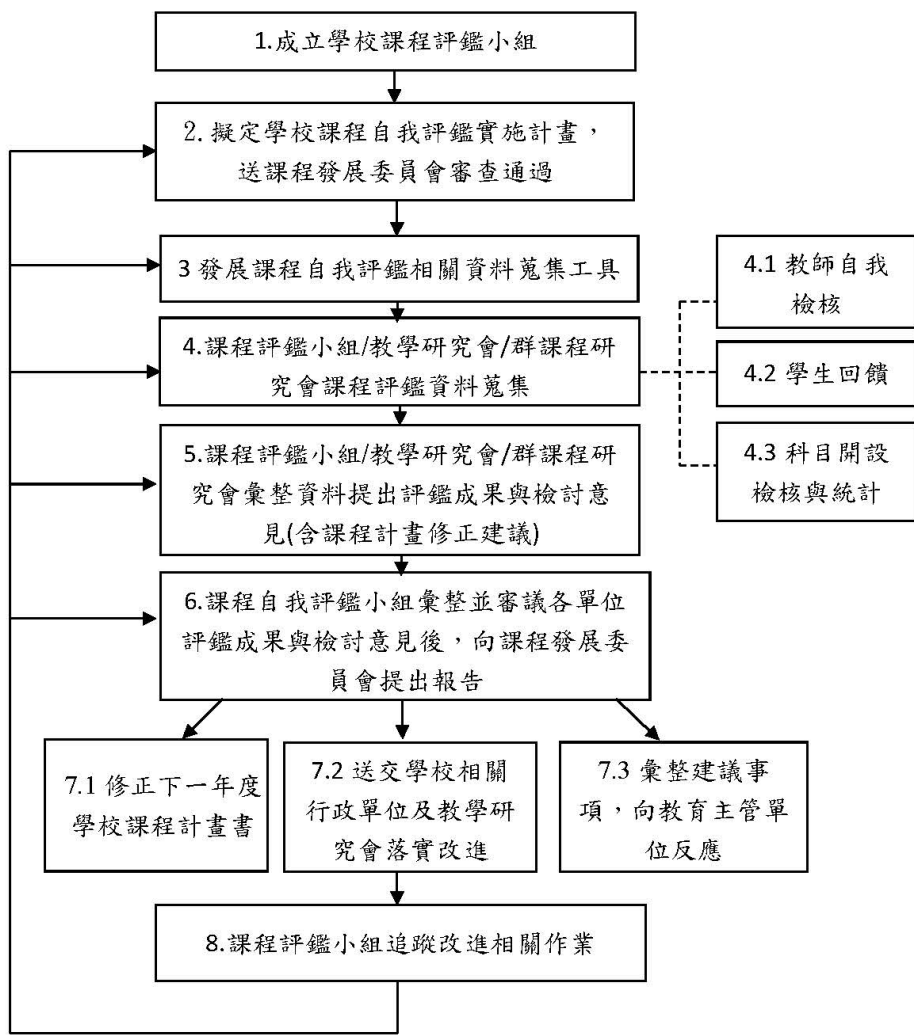 1.成立學校課程評鑑小組
2.擬定學校課程自我評鑑實施計畫，
送課程發展委員會審查通過
3 發展課程自我評鑑相關資料蒐集工具
4.課程評鑑小組/教學研究會/群課程研
究會課程評鑑資料蒐集
4.1 教師自我
檢核
4.2 學生回饋
4.3 科目開設
檢核與統計
5.課程評鑑小組/教學研究會/群課程研
究會彙整資料提出評鑑成果與檢討意
見(含課程計畫修正建議)
6.課程自我評鑑小組彙整並審議各單位
評鑑成果與檢討意見後，向課程發展委
員會提出報告
7.1 修正下一年度
學校課程計畫書
7.2 送交學校相關
行政單位及教學研
究會落實改進
7.3 彙整建議事
項，向教育主管單
位反應
8.課程評鑑小組追蹤改進相關作業